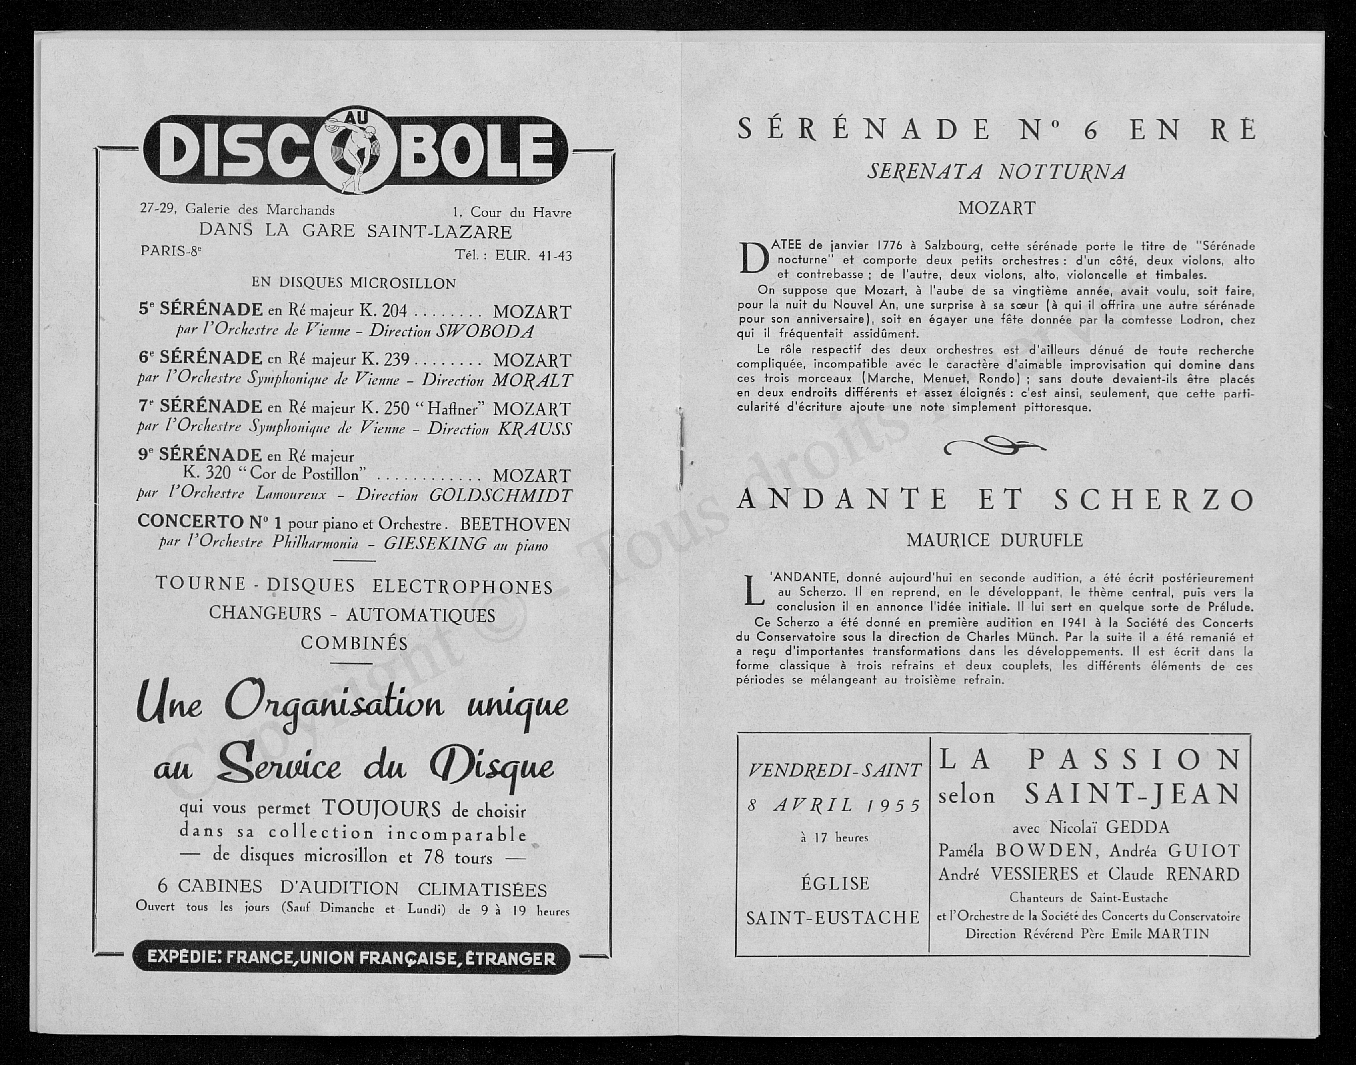 AU
DISCOBOLE
27-29, Galerie des Marchands 1, Cour du Havre
DANS LA GARE SAINT-LAZARE
PARIS-8e Tél. : EUR. 41-43
EN DISQUES MICROSILLON
5e SÉRÉNADE en Ré majeur K. 204 ........ MOZART
par l'Orchestre de Vienne - Direction SWOBODA
6e SÉRÉNADE en Ré majeur K. 239 ........ MOZART
par l'Orchestre Symphonique de Vienne - Direction MORALT
7e SÉRÉNADE en Ré majeur K. 250 "Haffner" MOZART
par l'Orchestre Symphonique de Vienne - Direction KRAUSS
9e SÉRÉNADE en Ré majeur
K. 320 "Cor de Postillon" ............ MOZART
par l'Orchestre Lamoureux - Direction GOLDSCHMIDT
CONCERTO No 1 pour piano et Orchestre. BEETHOVEN
par l'Orchestre Philharmonia - GIESEKING au piano
TOURNE - DISQUES ELECTROPHONES
CHANGEURS - AUTOMATIQUES
COMBINÉS
Une Organisation unique
au Service du Disque
qui vous permet TOUJOURS de choisir
dans sa collection incomparable
— de disques microsillon et 78 tours —
6 CABINES D'AUDITION CLIMATISÉES
Ouvert tous les jours (Sauf Dimanche et Lundi) de 9 à 19 heures
EXPÉDIE: FRANCE, UNION FRANÇAISE, ÉTRANGER
SÉRÉNADE No 6 EN RÉ
SERENATA NOTTURNA
MOZART
DATEE de janvier 1776 à Salzbourg, cette sérénade porte le titre de "Sérénade
nocturne" et comporte deux petits orchestres : d'un côté, deux violons, alto
et contrebasse ; de l'autre, deux violons, alto, violoncelle et timbales.
On suppose que Mozart, à l'aube de sa vingtième année, avait voulu, soit faire,
pour la nuit du Nouvel An, une surprise à sa sœur (à qui il offrira une autre sérénade
pour son anniversaire), soit en égayer une fête donnée par la comtesse Lodron, chez
qui il fréquentait assidûment.
Le rôle respectif des deux orchestres est d'ailleurs dénué de toute recherche
compliquée, incompatible avec le caractère d'aimable improvisation qui domine dans
ces trois morceaux (Marche, Menuet, Rondo) ; sans doute devaient-ils être placés
en deux endroits différents et assez éloignés : c'est ainsi, seulement, que cette parti-
cularité d'écriture ajoute une note simplement pittoresque.
ANDANTE ET SCHERZO
MAURICE DURUFLE
L'ANDANTE, donné aujourd'hui en seconde audition, a été écrit postérieurement
au Scherzo. Il en reprend, en le développant, le thème central, puis vers la
conclusion il en annonce l'idée initiale. Il lui sert en quelque sorte de Prélude.
Ce Scherzo a été donné en première audition en 1941 à la Société des Concerts
du Conservatoire sous la direction de Charles Münch. Par la suite il a été remanié et
a reçu d'importantes transformations dans les développements. Il est écrit dans la
forme classique à trois refrains et deux couplets, les différents éléments de ces
périodes se mélangeant au troisième refrain.
VENDREDI-SAINT
8 AVRIL 1955
à 17 heures
ÉGLISE
SAINT-EUSTACHE
LA PASSION
selon SAINT-JEAN
avec Nicolaï GEDDA
Paméla BOWDEN, Andréa GUIOT
André VESSIERES et Claude RENARD
Chanteurs de Saint-Eustache
et l'Orchestre de la Société des Concerts du Conservatoire
Direction Révérend Père Emile MARTIN
Copyright © - Tous droits